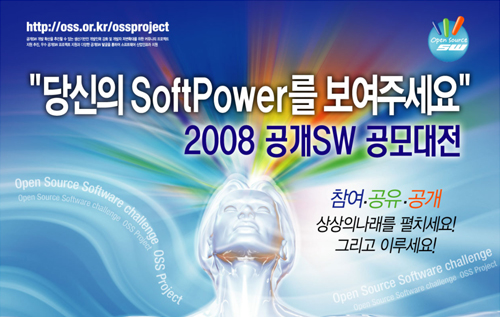 http://oss.or.kr/ossproject
Open Source
SW
"당신의 SoftPower를 보여주세요"
2008 공개SW 공모대전
참여.공유.공개
상상의나래를 펼치세요!
그리고 이루세요!
Open Source Software challenge
Open Source Software challenge OSS Project
OSS Project
Open Source Software challenge
Open Source Software challenge OSS Project